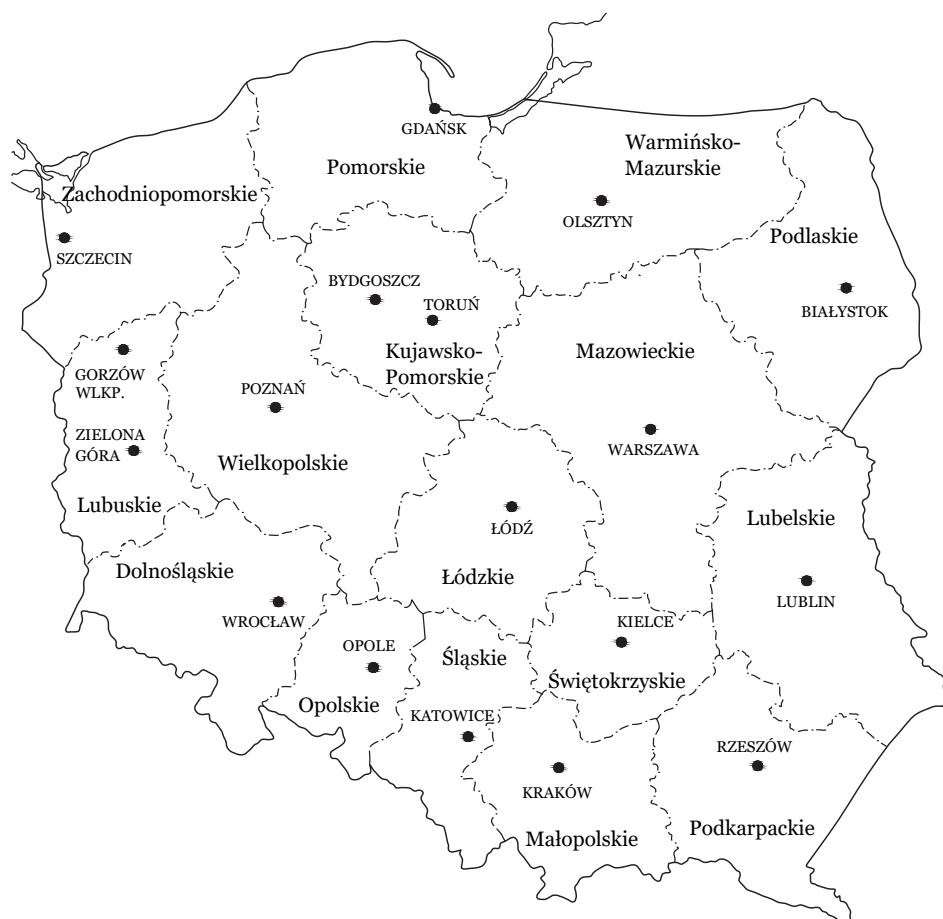 GDAŃSK
Warmińsko-
Mazurskie
Pomorskie
Zachodniopomorskie
OLSZTYN
SZCZECIN
Podlaskie
BYDGOSZCZ
TORUŃ
BIAŁYSTOK
Kujawsko-
Pomorskie
Mazowieckie
GORZÓW
WLKP.
POZNAŃ
ZIELONA
GÓRA
Wielkopolskie
WARSZAWA
Lubuskie
ŁÓDŹ
Lubelskie
Dolnośląskie
Łódzkie
LUBLIN
WROCŁAW
KIELCE
OPOLE
Śląskie
Świętokrzyskie
Opolskie
KATOWICE
RZESZÓW
KRAKÓW
Małopolskie
Podkarpackie